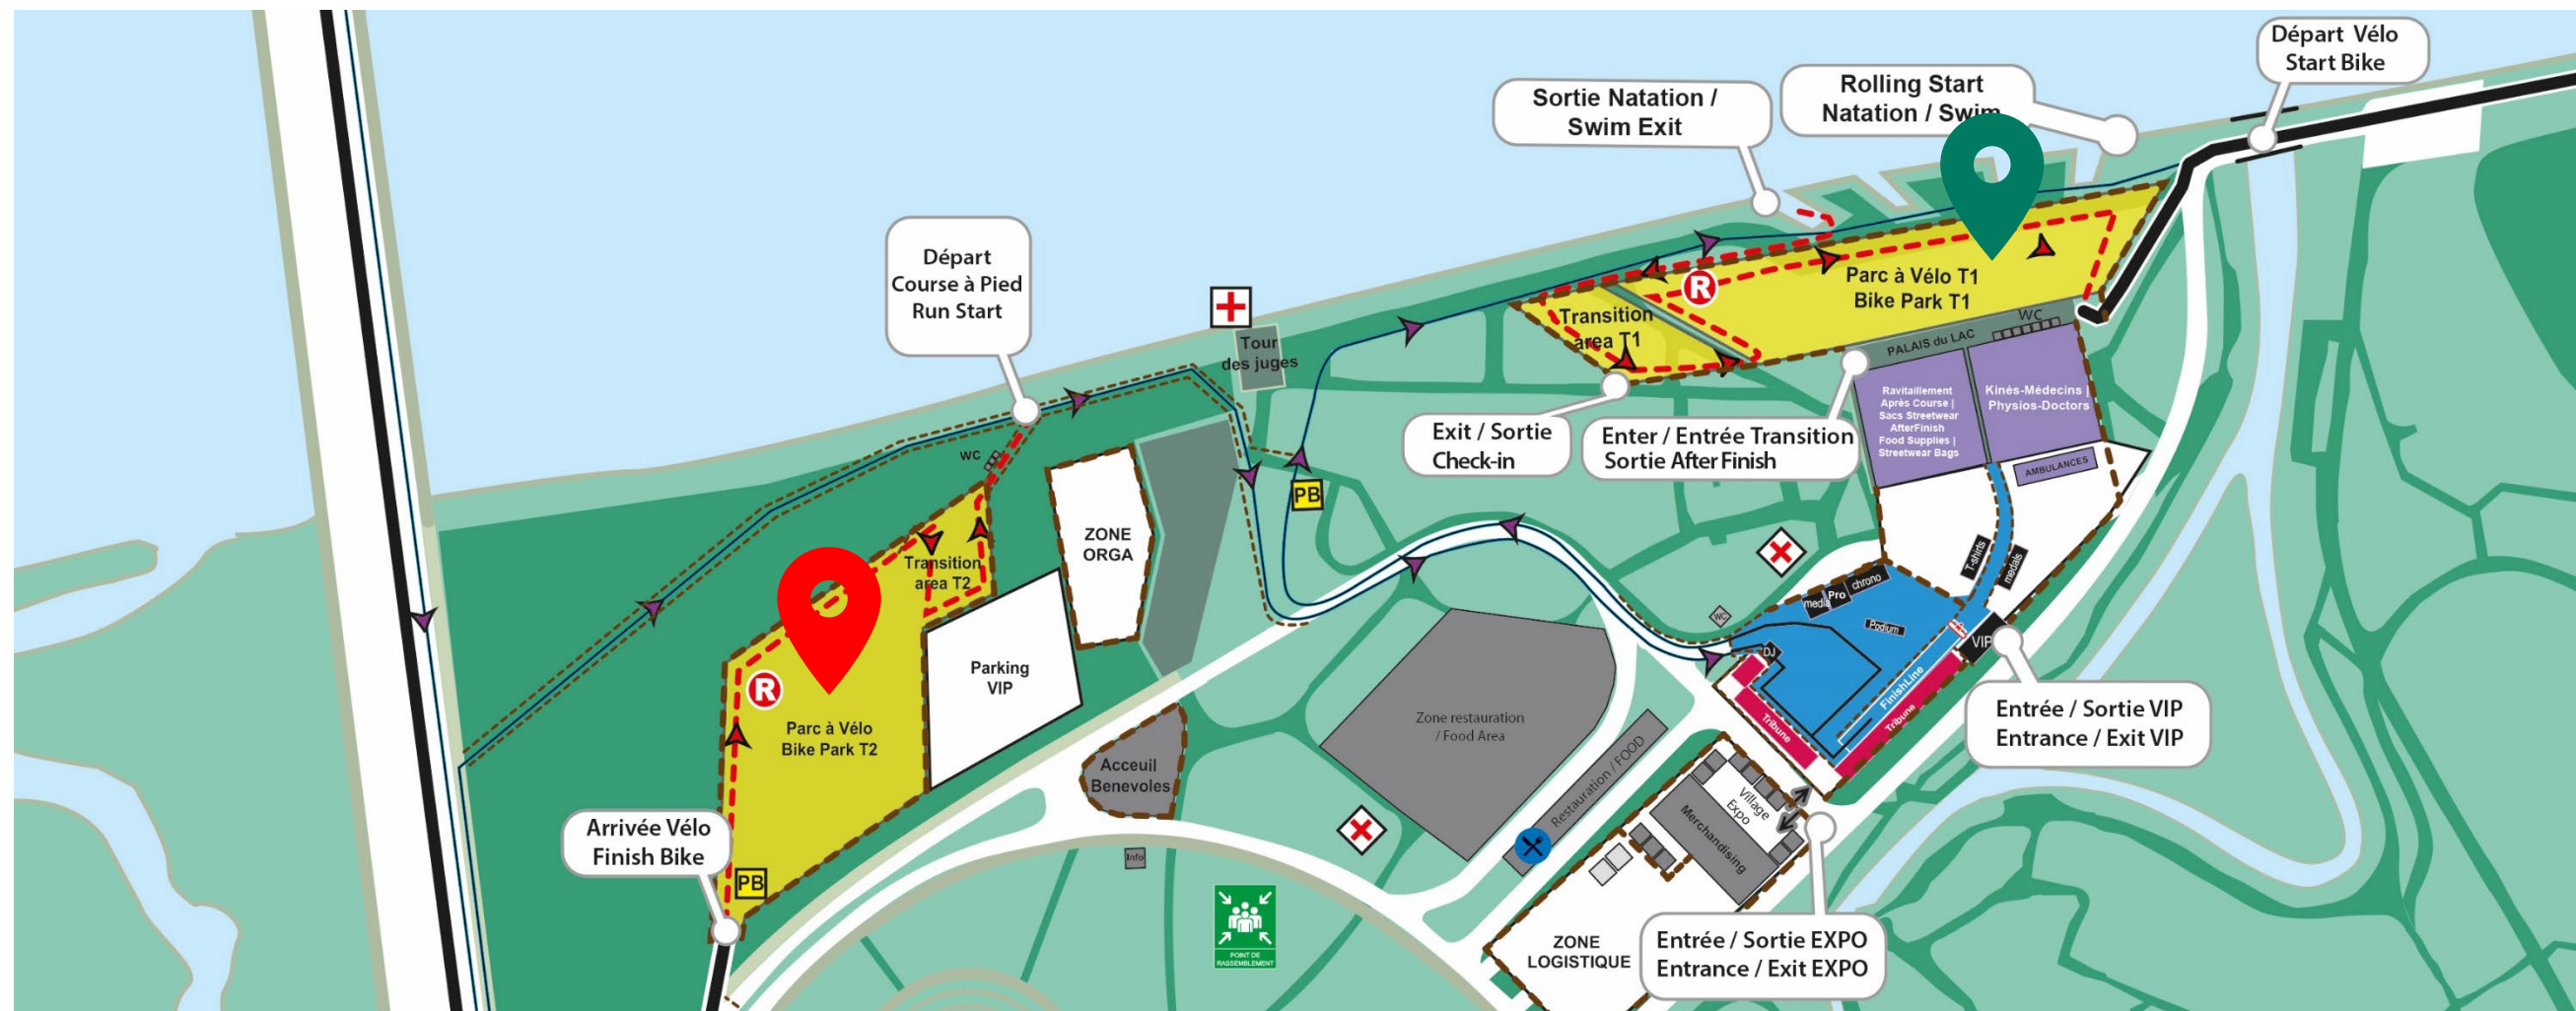 Départ Vélo
Start Bike
Rolling Start
Natation / Swim
Sortie Natation /
Swim Exit
Départ
Course à Pied
Run Start
Parc à Vélo T1
Bike Park T1
R
Transition
area T1
WC
PALAIS du LAC
Tour
des juges
Ravitaillement
Après Course |
Sacs Streetwear
AfterFinish
Food Supplies |
Streetwear Bags
Kinés-Médecins |
Physios-Doctors
AMBULANCES
Exit / Sortie
Check-in
Enter / Entrée Transition
Sortie After Finish
WC
PB
ZONE
ORGA
Transition
area T2
T-shirts
medals
media
Pro
chrono
Podium
WC
DJ
VIP
FinishLine
Tribune
Tribune
Parking
VIP
R
Parc à Vélo
Bike Park T2
Zone restauration
/ Food Area
Entrée / Sortie VIP
Entrance / Exit VIP
Acceuil
Benevoles
Restauration / FOOD
Village
Expo
Merchandising
Arrivée Vélo
Finish Bike
PB
Info
POINT DE
RASSEMBLEMENT
ZONE
LOGISTIQUE
Entrée / Sortie EXPO
Entrance / Exit EXPO